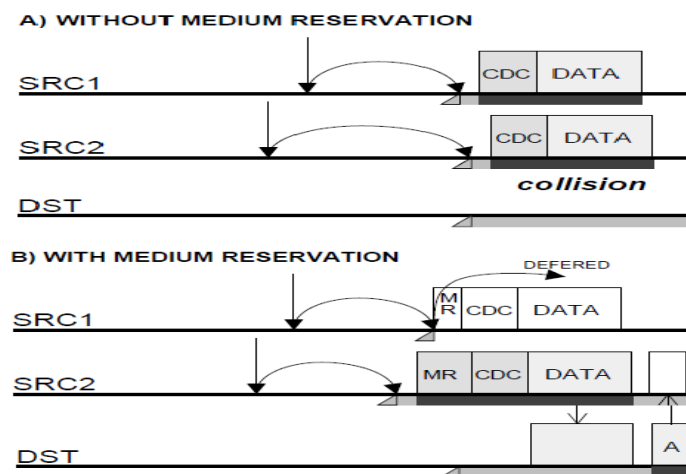 A) WITHOUT MEDIUM RESERVATION
SRC1
CDC DATA
SRC2
CDC DATA
collision
DST
B) WITH MEDIUM RESERVATION
DEFERED
SRC1
MR CDC DATA
SRC2
MR CDC DATA
DST
A